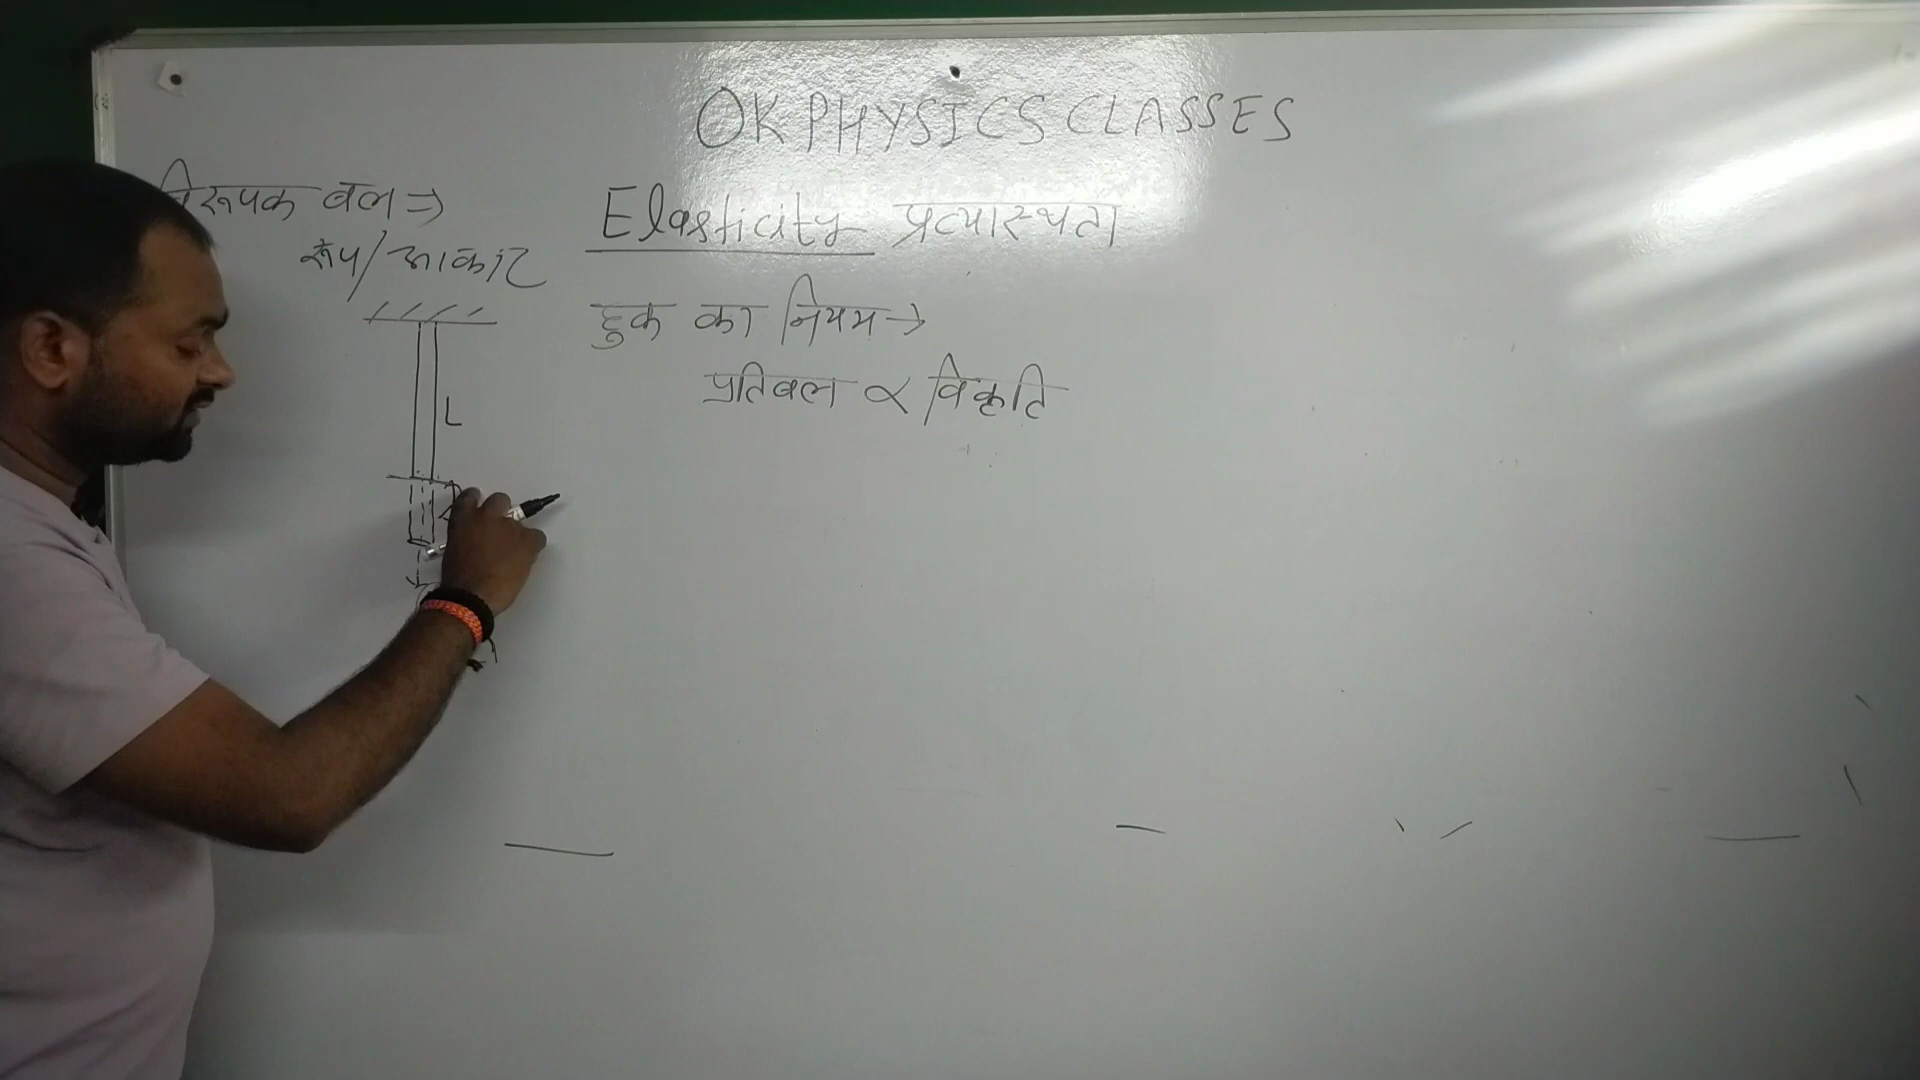 OK PHYSICS CLASSES
विरूपक बल ⇒
रूप/आकार
L
Elasticity प्रत्यास्थता
हुक का नियम →
प्रतिबल ∝ विकृति